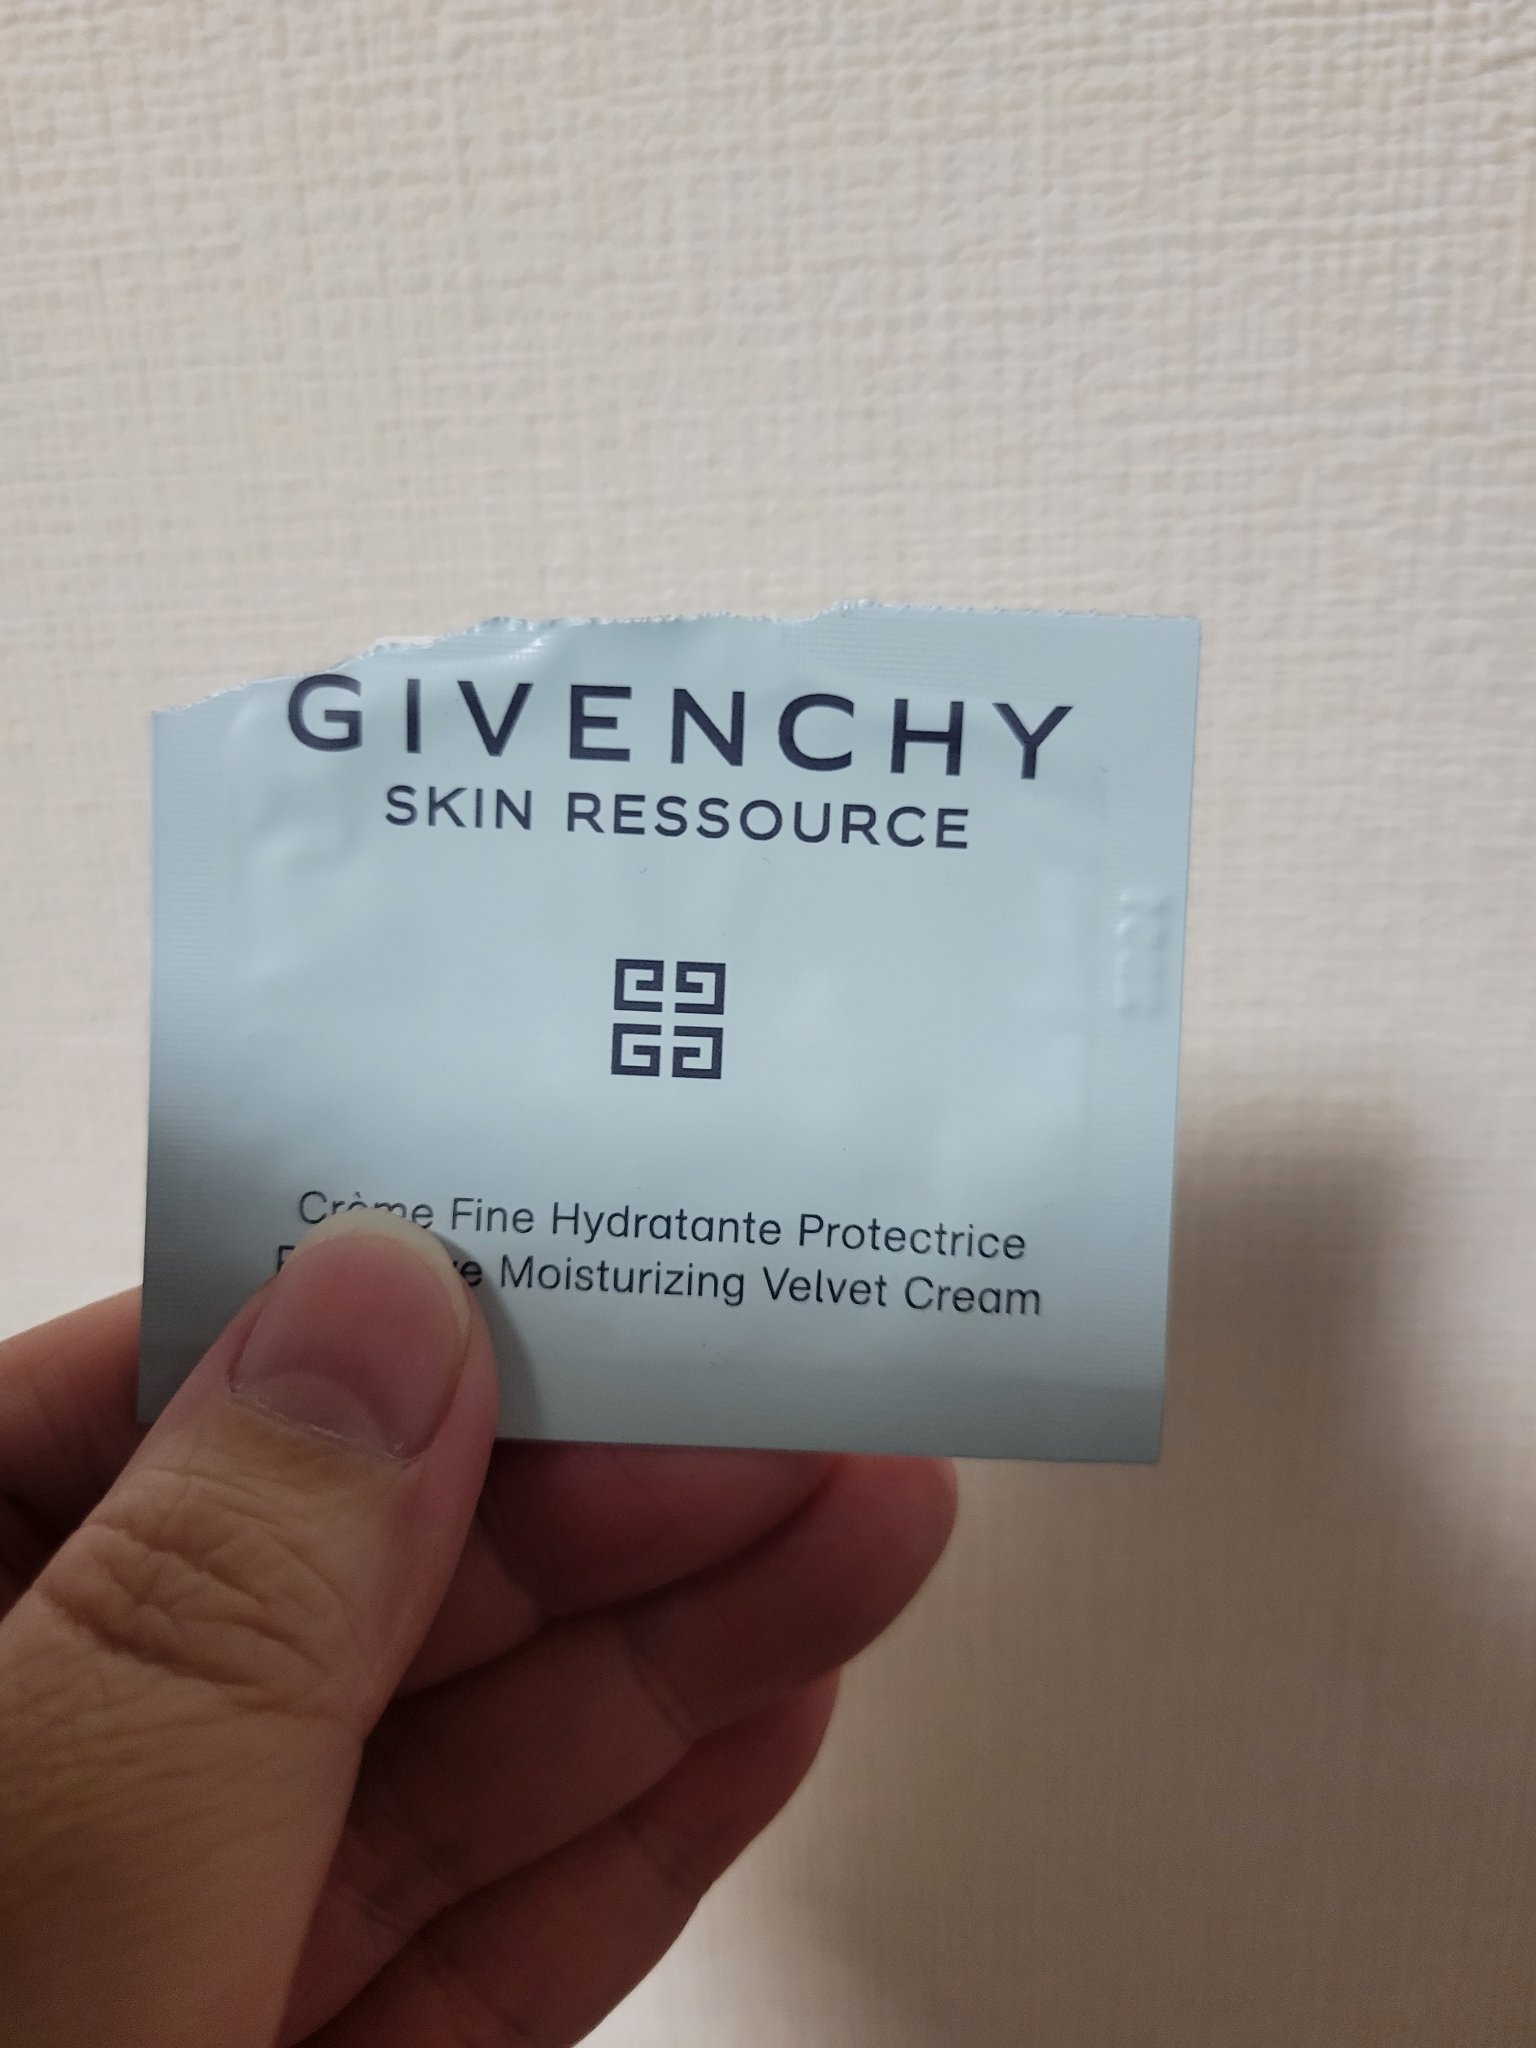 GIVENCHY
SKIN RESSOURCE
Crème Fine Hydratante Protectrice
Moisturizing Velvet Cream